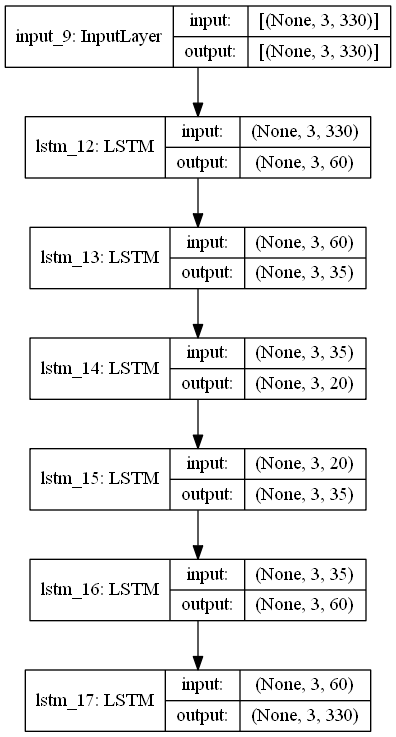 input_9: InputLayer
input: [(None, 3, 330)]
output: [(None, 3, 330)]
lstm_12: LSTM
input: (None, 3, 330)
output: (None, 3, 60)
lstm_13: LSTM
input: (None, 3, 60)
output: (None, 3, 35)
lstm_14: LSTM
input: (None, 3, 35)
output: (None, 3, 20)
lstm_15: LSTM
input: (None, 3, 20)
output: (None, 3, 35)
lstm_16: LSTM
input: (None, 3, 35)
output: (None, 3, 60)
lstm_17: LSTM
input: (None, 3, 60)
output: (None, 3, 330)